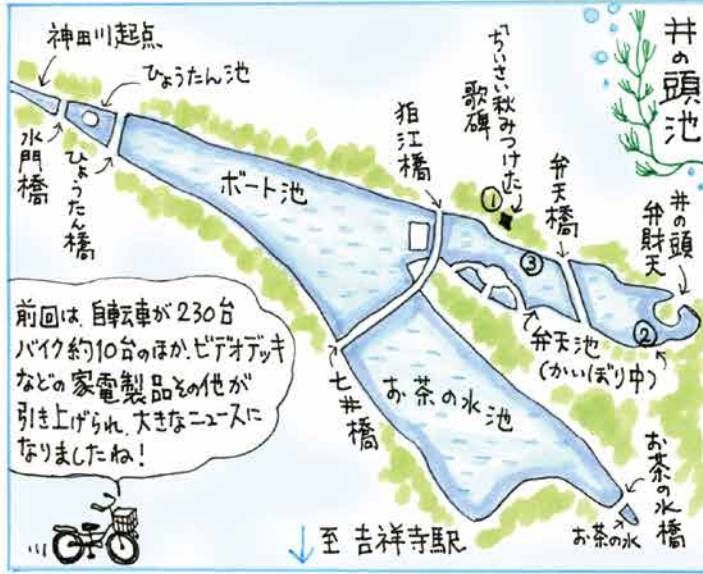 井の頭池
神田川起点
ひょうたん池
水門橋
ひょうたん橋
ボート池
狛江橋
「ちいさい秋みつけた」
歌碑
①
弁天橋
井の頭
弁財天
③
②
弁天池
(かいぼり中)
七井橋
お茶の水池
お茶の水橋
お茶の水
↓至 吉祥寺駅
前回は、自転車が230台
バイク約10台のほか、ビデオデッキ
などの家電製品その他が
引き上げられ、大きなニュースに
なりましたね!